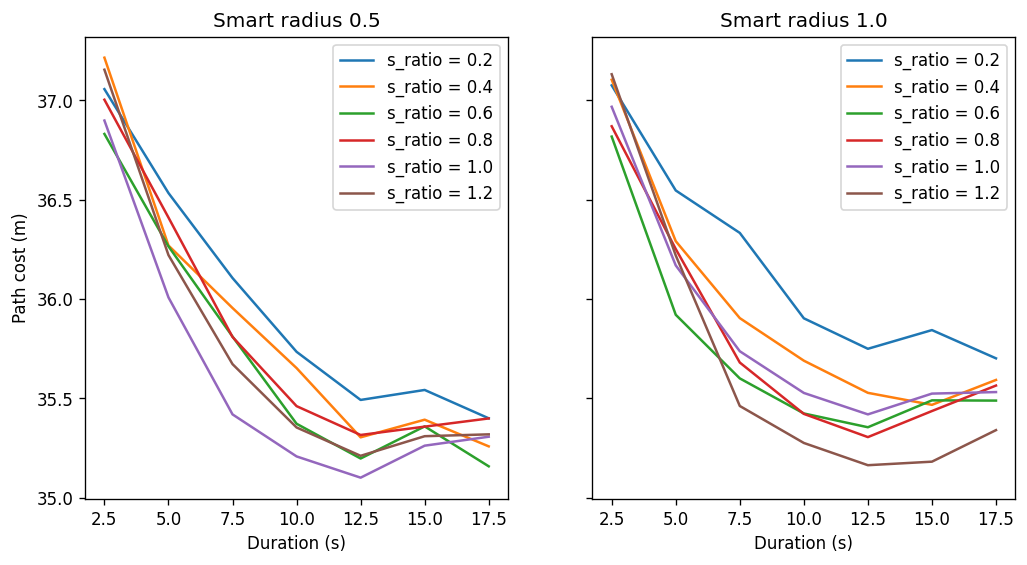 Smart radius 0.5
s_ratio = 0.2
s_ratio = 0.4
s_ratio = 0.6
s_ratio = 0.8
s_ratio = 1.0
s_ratio = 1.2
Path cost (m)
37.0
36.5
36.0
35.5
35.0
2.5 5.0 7.5 10.0 12.5 15.0 17.5
Duration (s)
Smart radius 1.0
s_ratio = 0.2
s_ratio = 0.4
s_ratio = 0.6
s_ratio = 0.8
s_ratio = 1.0
s_ratio = 1.2
2.5 5.0 7.5 10.0 12.5 15.0 17.5
Duration (s)